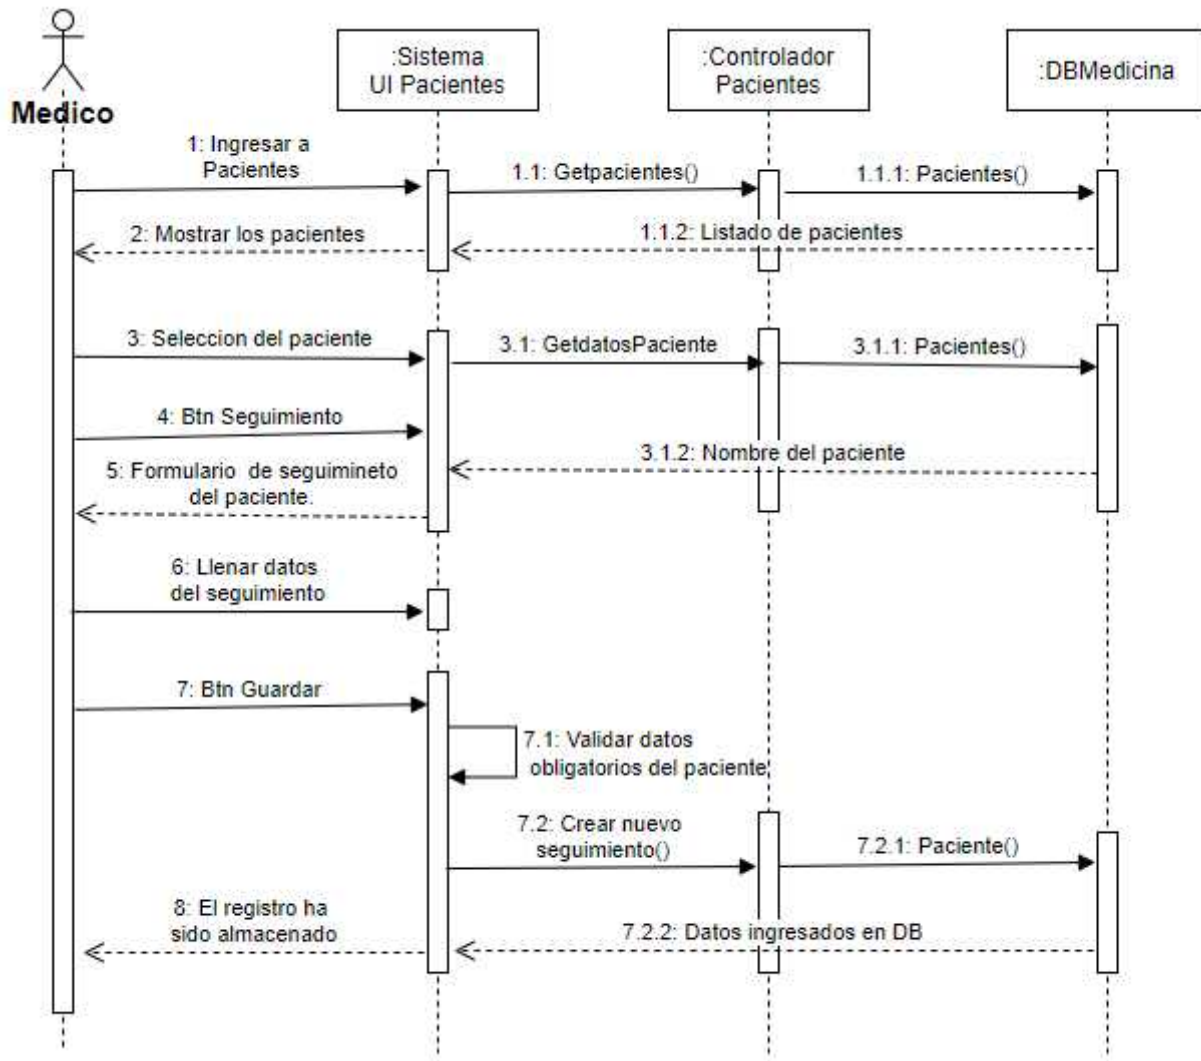 :Sistema
UI Pacientes
:Controlador
Pacientes
:DBMedicina
Medico
1: Ingresar a
Pacientes
1.1: Getpacientes()
1.1.1: Pacientes()
2: Mostrar los pacientes
1.1.2: Listado de pacientes
3: Seleccion del paciente
3.1: GetdatosPaciente
3.1.1: Pacientes()
4: Btn Seguimiento
3.1.2: Nombre del paciente
5: Formulario de seguimineto
del paciente.
6: Llenar datos
del seguimiento
7: Btn Guardar
7.1: Validar datos
obligatorios del paciente
7.2: Crear nuevo
seguimiento()
7.2.1: Paciente()
8: El registro ha
sido almacenado
7.2.2: Datos ingresados en DB